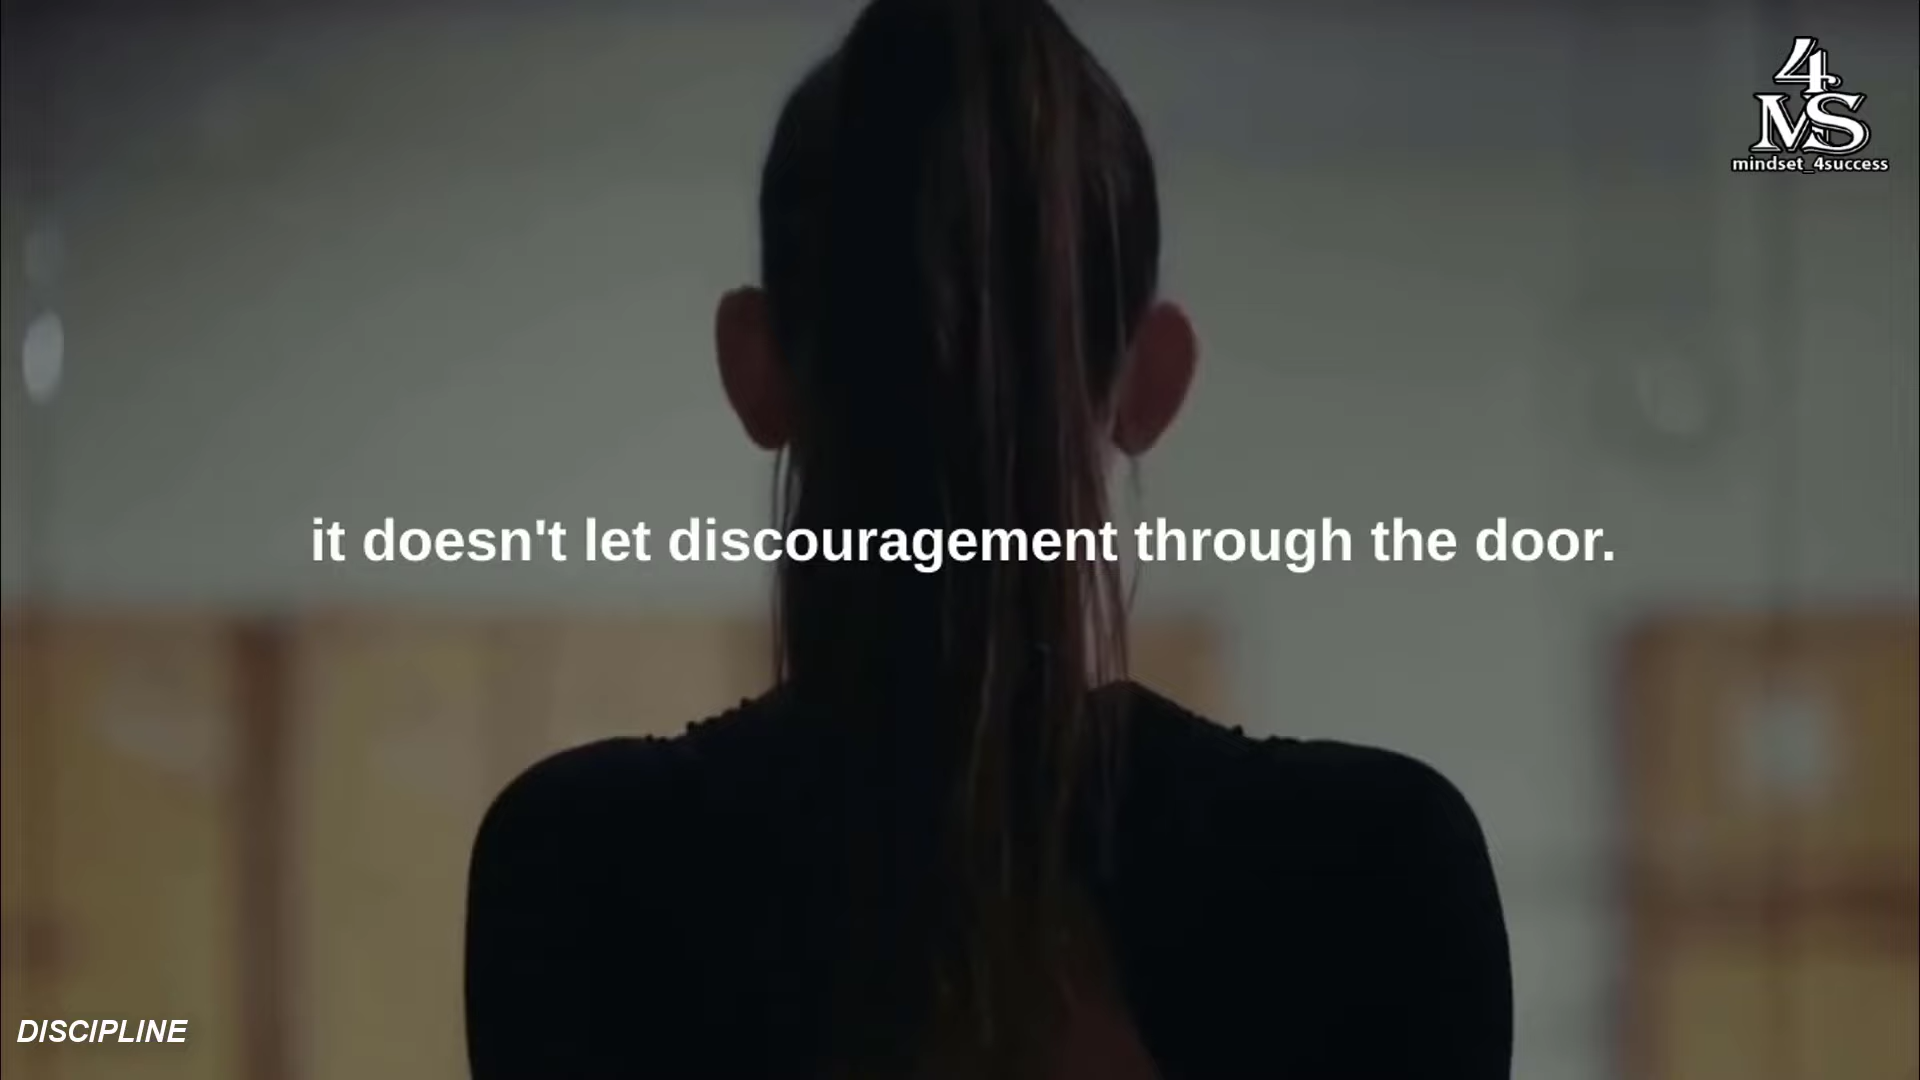 4
MS
mindset_4success
it doesn't let discouragement through the door.
DISCIPLINE